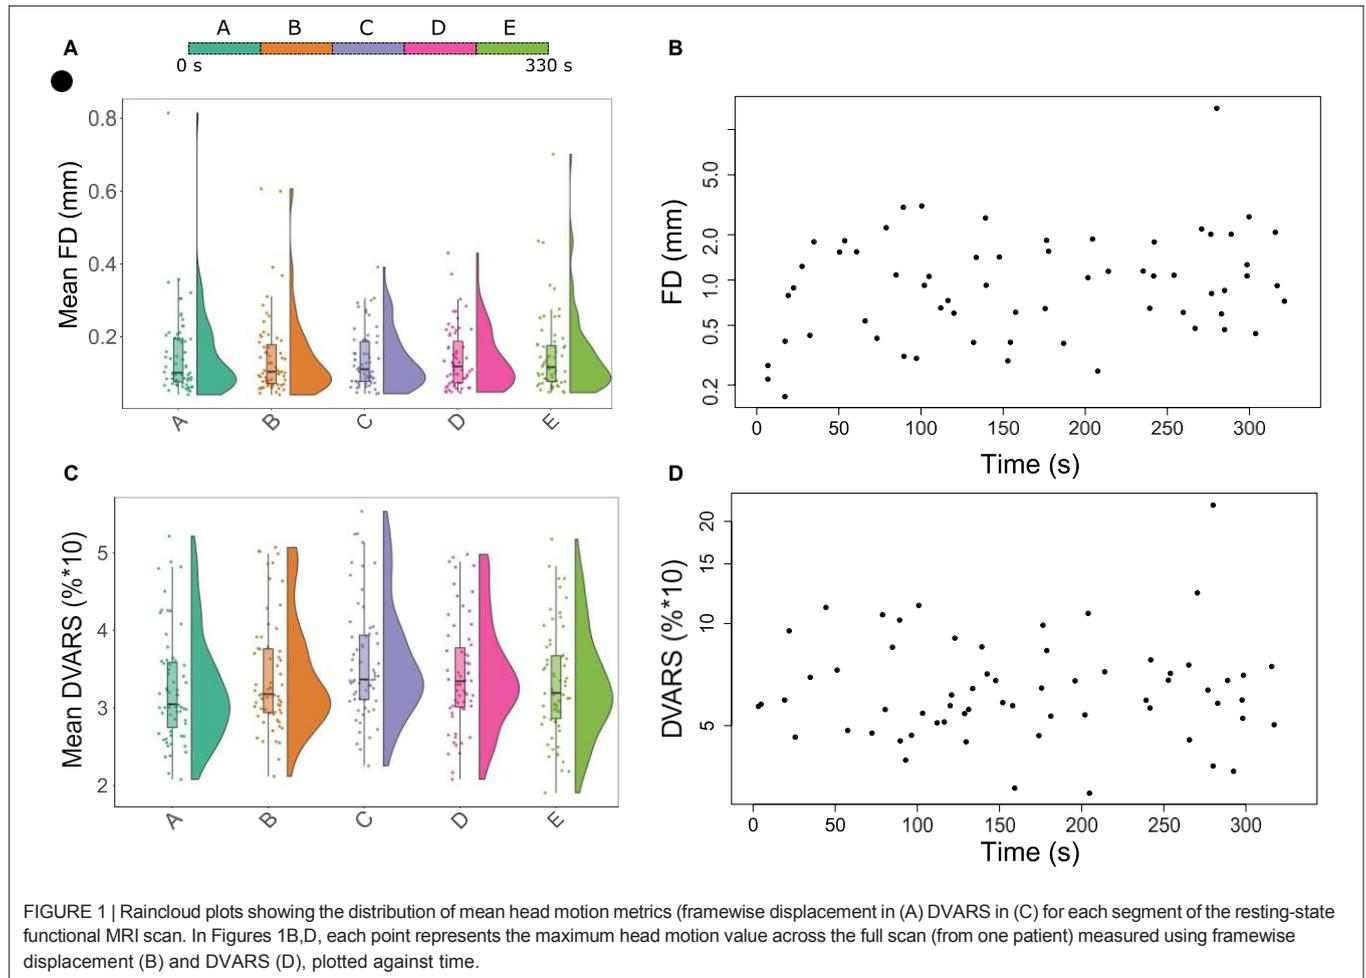 A B C D E
0 s 330 s
A
0.8
0.6
0.4
0.2
Mean FD (mm)
A B C D E
B
5.0
2.0
1.0
0.5
0.2
FD (mm)
0 50 100 150 200 250 300
Time (s)
C
5
4
3
2
Mean DVARS (%*10)
A B C D E
D
20
15
10
5
DVARS (%*10)
0 50 100 150 200 250 300
Time (s)
FIGURE 1 | Raincloud plots showing the distribution of mean head motion metrics (framewise displacement in (A) DVARS in (C) for each segment of the resting-state
functional MRI scan. In Figures 1B,D, each point represents the maximum head motion value across the full scan (from one patient) measured using framewise
displacement (B) and DVARS (D), plotted against time.